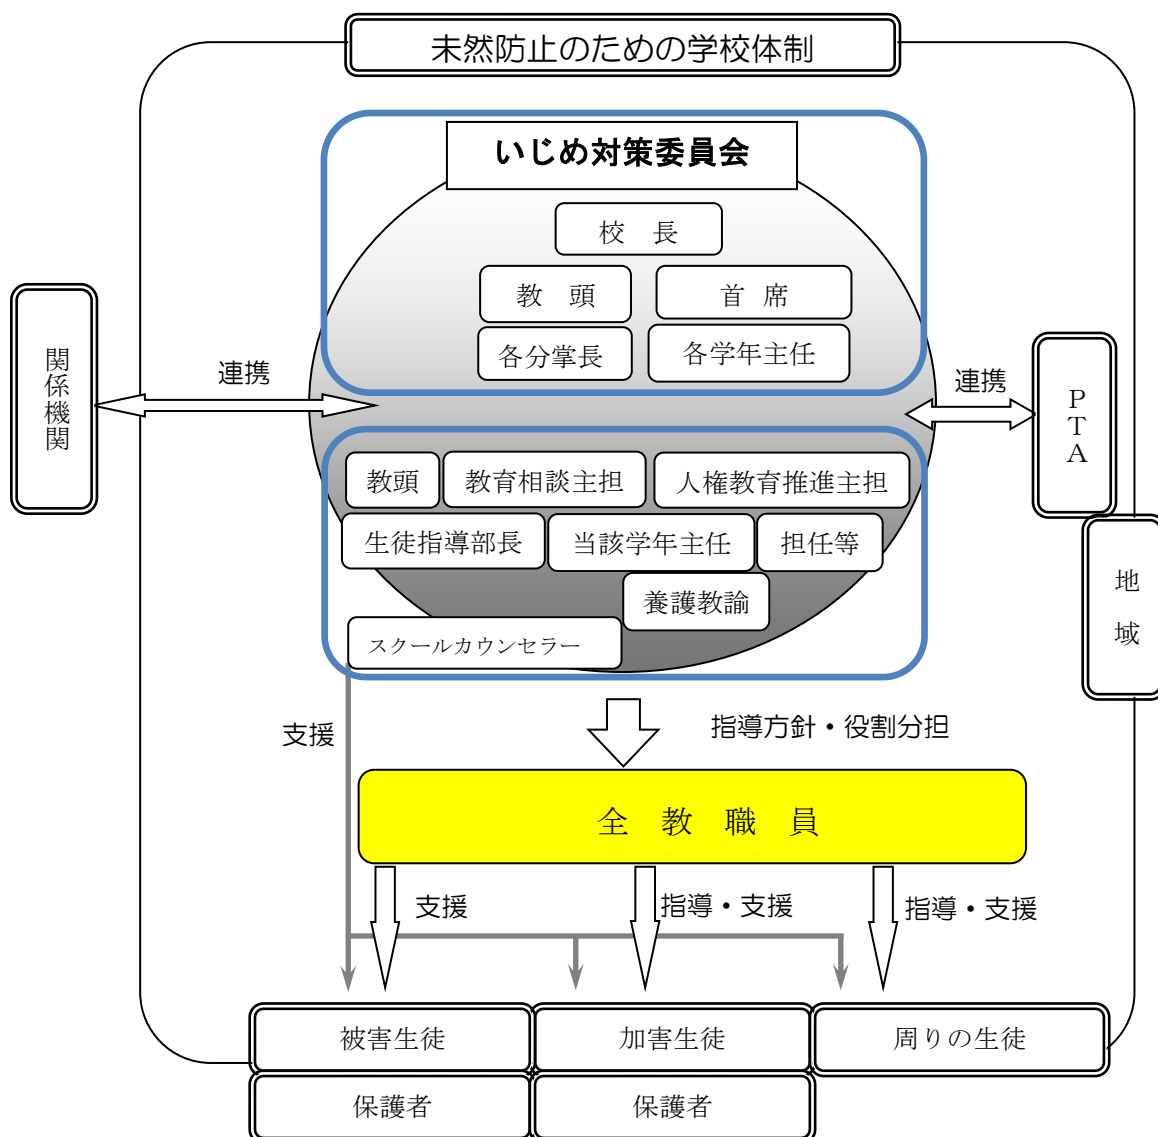 未然防止のための学校体制
いじめ対策委員会
校 長
教 頭
首 席
各分掌長
各学年主任
関係機関
連携
連携
PTA
教頭
教育相談主担
人権教育推進主担
生徒指導部長
当該学年主任
担任等
養護教諭
スクールカウンセラー
地域
支援
指導方針・役割分担
全 教 職 員
支援
指導・支援
指導・支援
被害生徒
加害生徒
周りの生徒
保護者
保護者